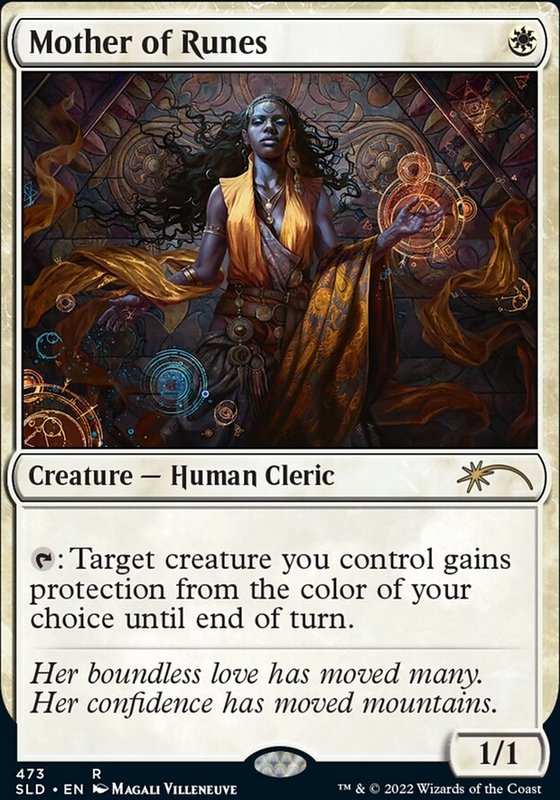 Mother of Runes
Creature — Human Cleric
: Target creature you control gains
protection from the color of your
choice until end of turn.
Her boundless love has moved many.
Her confidence has moved mountains.
1/1
473 R
SLD • EN Magali Villeneuve
™ & © 2022 Wizards of the Coast